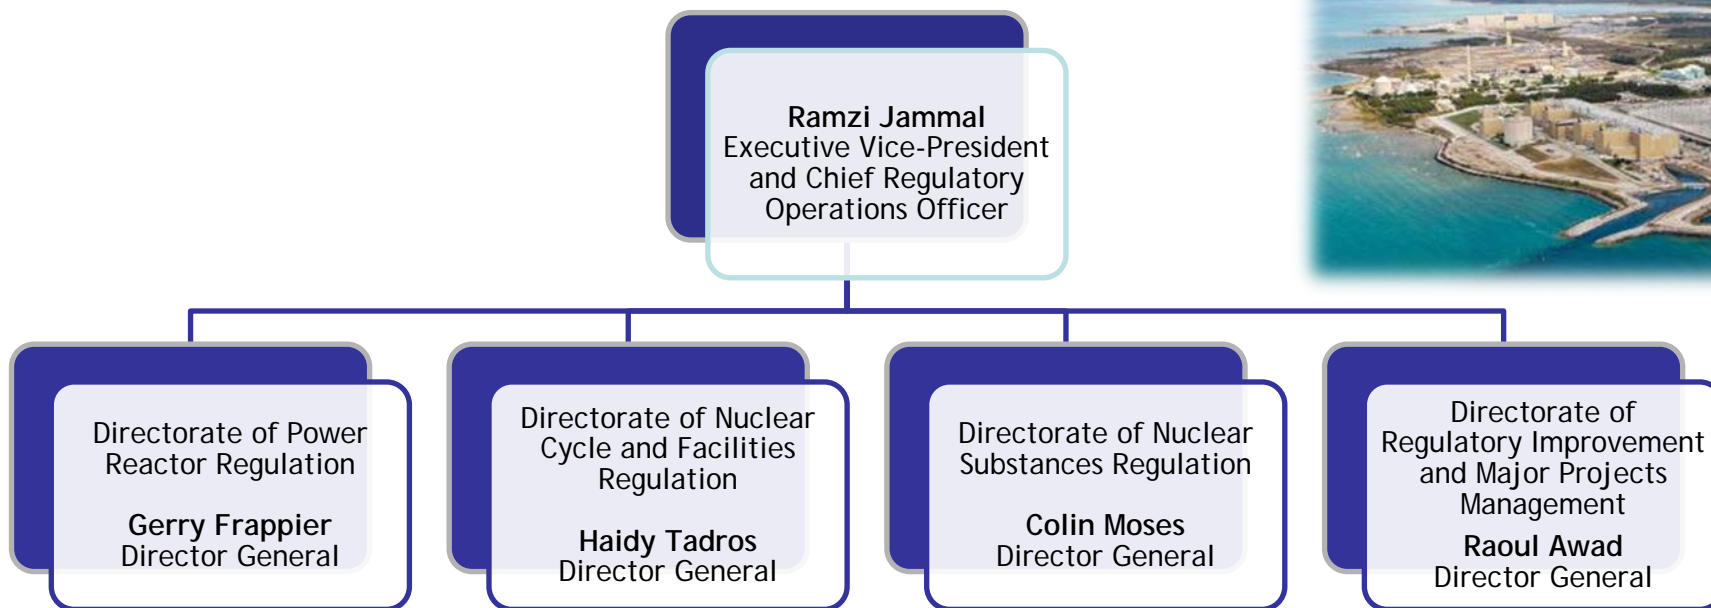 Ramzi Jammal
Executive Vice-President
and Chief Regulatory
Operations Officer
Directorate of Power
Reactor Regulation
Gerry Frappier
Director General
Directorate of Nuclear
Cycle and Facilities
Regulation
Haidy Tadros
Director General
Directorate of Nuclear
Substances Regulation
Colin Moses
Director General
Directorate of
Regulatory Improvement
and Major Projects
Management
Raoul Awad
Director General